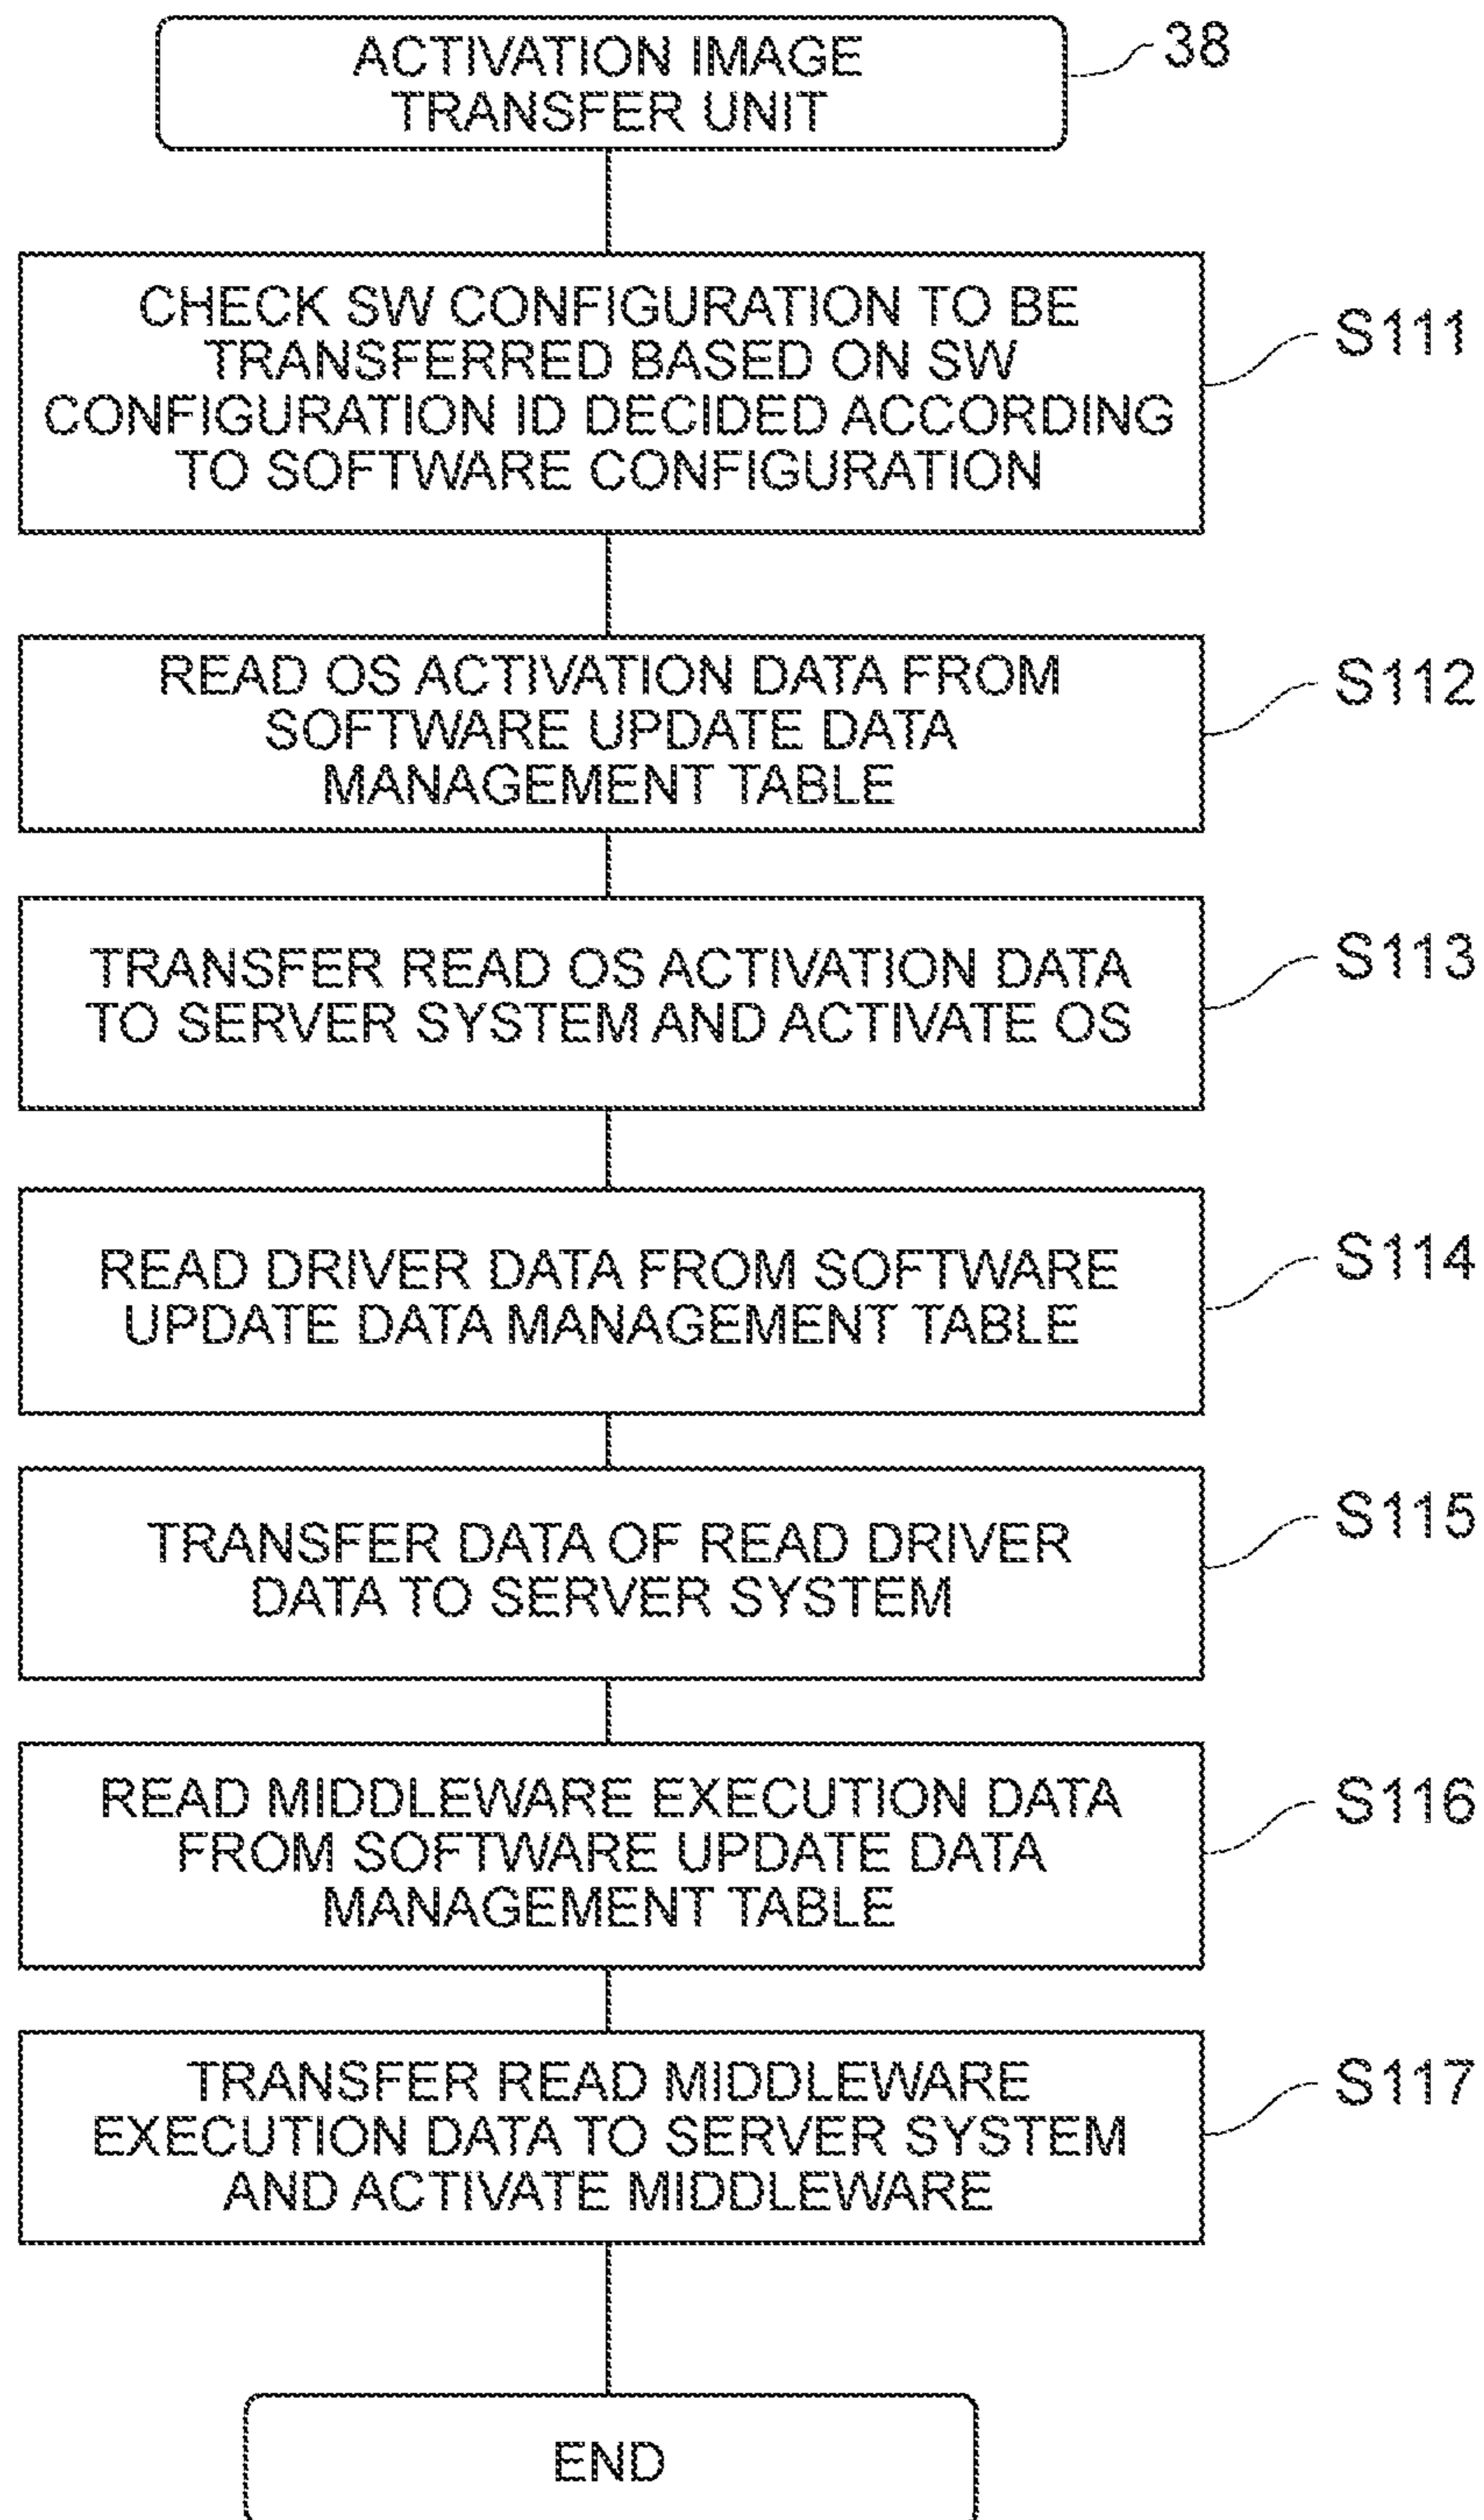 ACTIVATION IMAGE
TRANSFER UNIT
38
CHECK SW CONFIGURATION TO BE
TRANSFERRED BASED ON SW
CONFIGURATION ID DECIDED ACCORDING
TO SOFTWARE CONFIGURATION
S111
READ OS ACTIVATION DATA FROM
SOFTWARE UPDATE DATA
MANAGEMENT TABLE
S112
TRANSFER READ OS ACTIVATION DATA
TO SERVER SYSTEM AND ACTIVATE OS
S113
READ DRIVER DATA FROM SOFTWARE
UPDATE DATA MANAGEMENT TABLE
S114
TRANSFER DATA OF READ DRIVER
DATA TO SERVER SYSTEM
S115
READ MIDDLEWARE EXECUTION DATA
FROM SOFTWARE UPDATE DATA
MANAGEMENT TABLE
S116
TRANSFER READ MIDDLEWARE
EXECUTION DATA TO SERVER SYSTEM
AND ACTIVATE MIDDLEWARE
S117
END